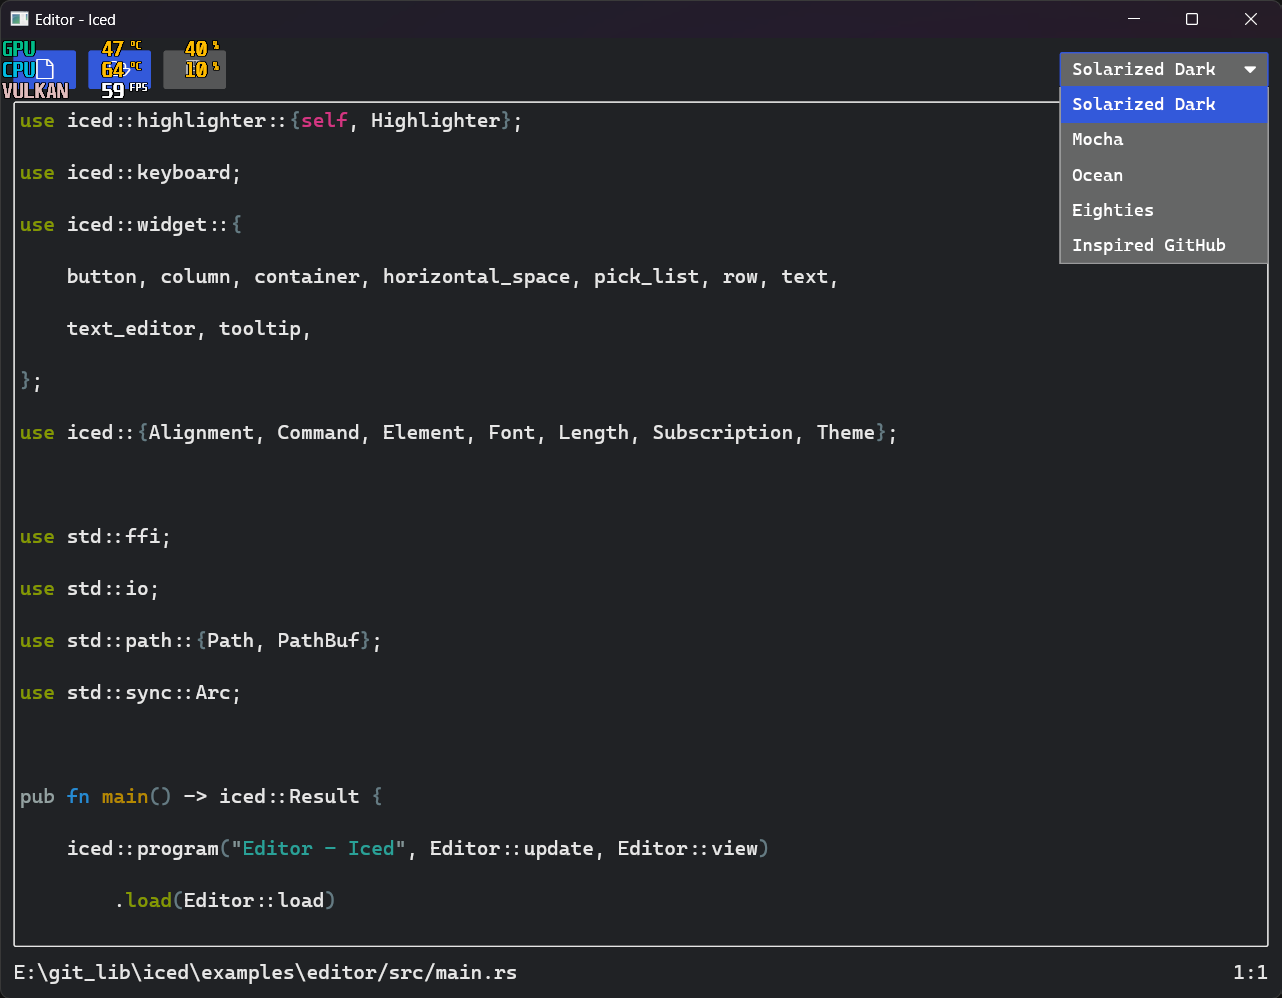 Editor - Iced
GPU 47 °C 40 %
CPU 64 °C 10 %
VULKAN 59 FPS
Solarized Dark
Solarized Dark
Mocha
Ocean
Eighties
Inspired GitHub
use iced::highlighter::{self, Highlighter};
use iced::keyboard;
use iced::widget::{
    button, column, container, horizontal_space, pick_list, row, text,
    text_editor, tooltip,
};
use iced::{Alignment, Command, Element, Font, Length, Subscription, Theme};
use std::ffi;
use std::io;
use std::path::{Path, PathBuf};
use std::sync::Arc;
pub fn main() -> iced::Result {
    iced::program("Editor - Iced", Editor::update, Editor::view)
        .load(Editor::load)
E:\git_lib\iced\examples\editor/src/main.rs
1:1